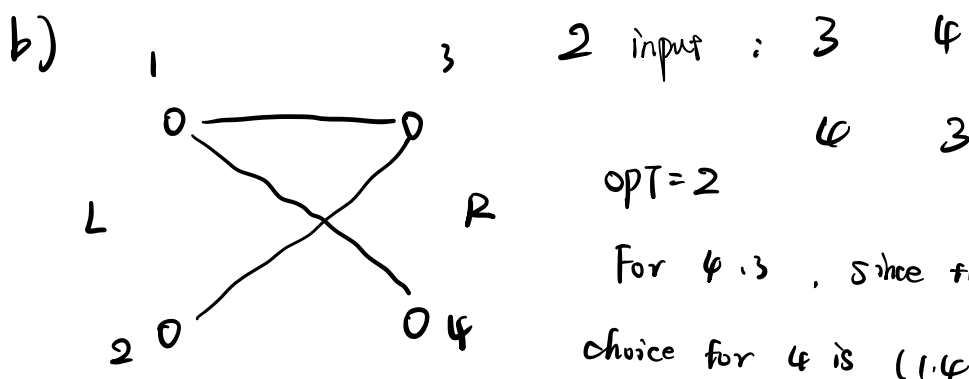 b)
1 3
L R
2 4
2 input : 3 4
4 3
OPT = 2
For 4.3 , since
choice for 4 is (1.4